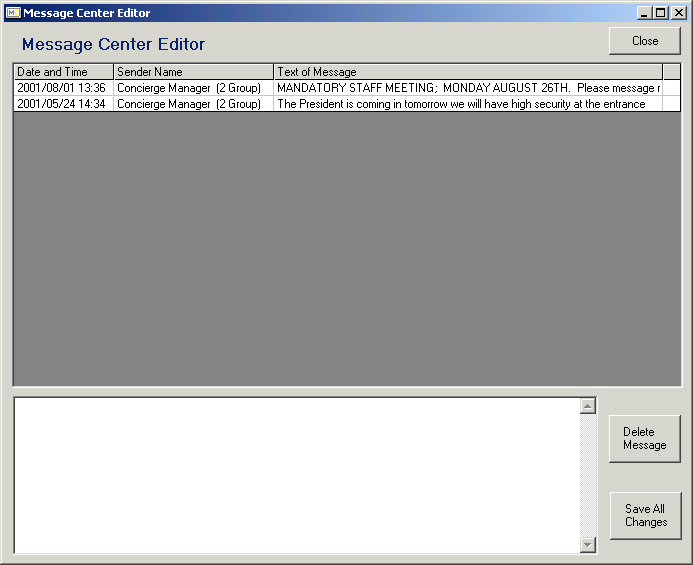 Message Center Editor
Message Center Editor
Close
Date and Time Sender Name Text of Message
2001/08/01 13:36 Concierge Manager (2 Group) MANDATORY STAFF MEETING; MONDAY AUGUST 26TH. Please message r
2001/05/24 14:34 Concierge Manager (2 Group) The President is coming in tomorrow we will have high security at the entrance
Delete
Message
Save All
Changes